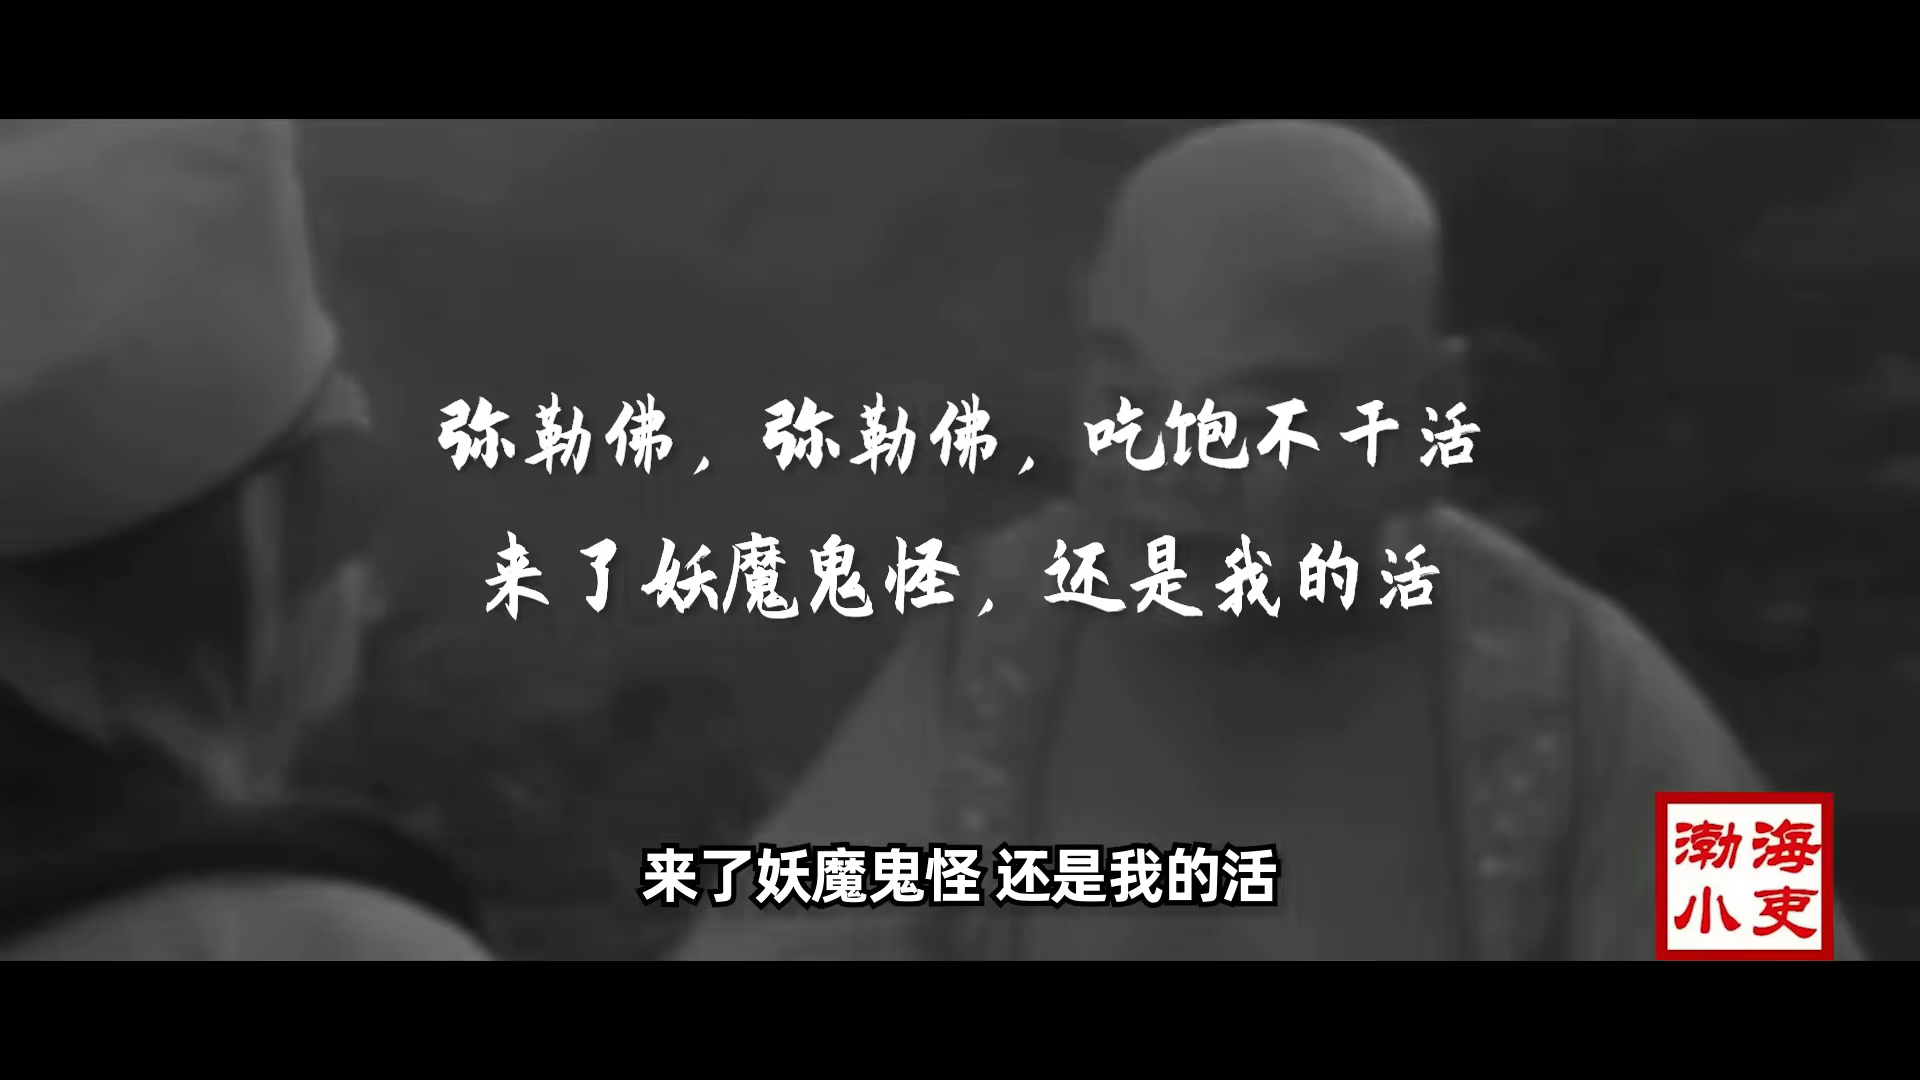 弥勒佛，弥勒佛，吃饱不干活
来了妖魔鬼怪，还是我的活
来了妖魔鬼怪 还是我的活
渤海
小吏